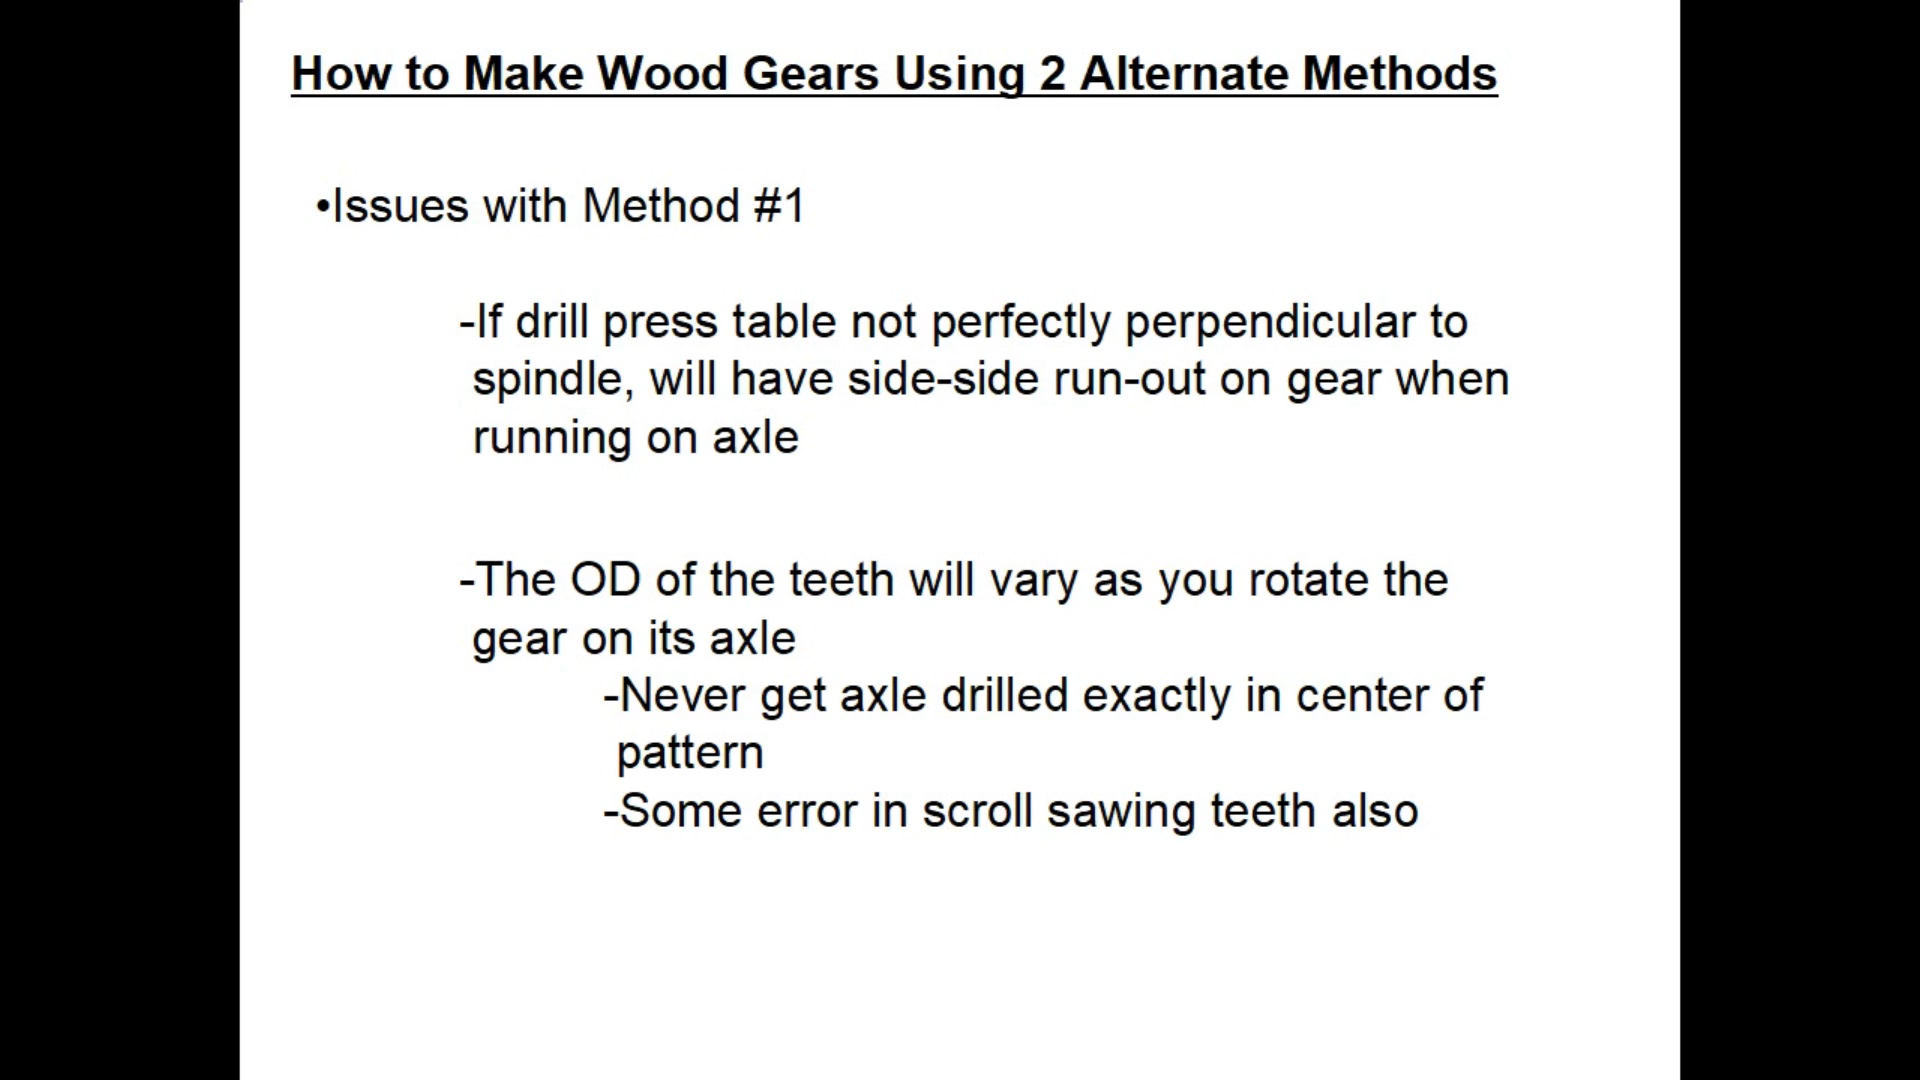 How to Make Wood Gears Using 2 Alternate Methods
•Issues with Method #1
-If drill press table not perfectly perpendicular to
spindle, will have side-side run-out on gear when
running on axle
-The OD of the teeth will vary as you rotate the
gear on its axle
-Never get axle drilled exactly in center of
pattern
-Some error in scroll sawing teeth also